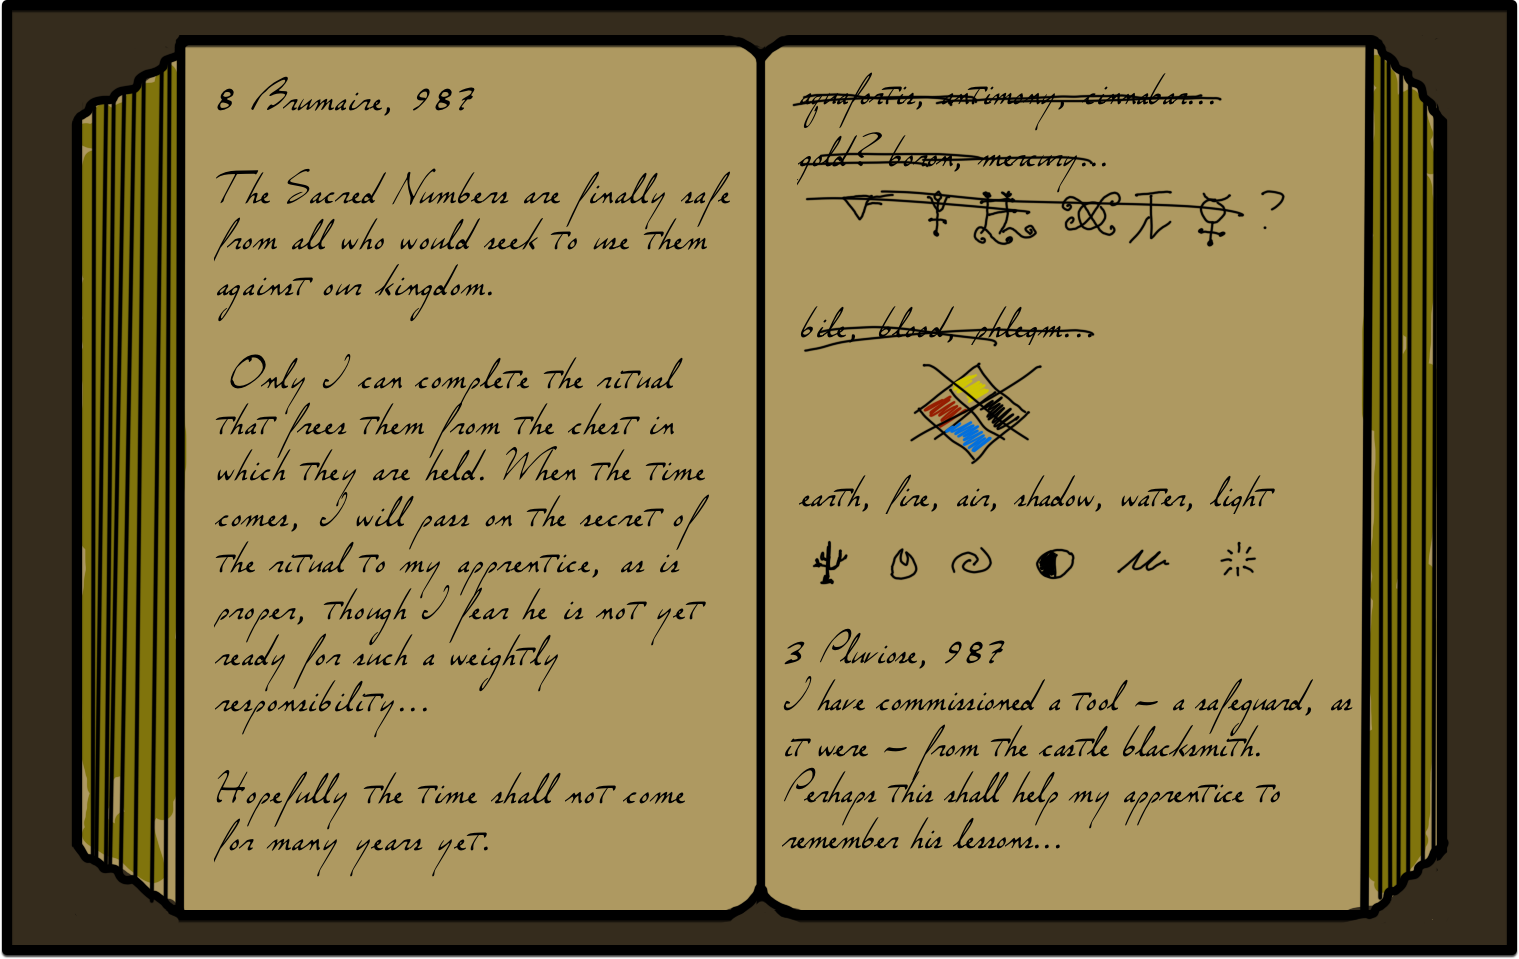 8 Brumaire, 987
The Sacred Numbers are finally safe
from all who would seek to use them
against our kingdom.
Only I can complete the ritual
that frees them from the chest in
which they are held. When the time
comes, I will pass on the secret of
the ritual to my apprentice, as is
proper, though I fear he is not yet
ready for such a weightly
responsibility...
Hopefully the time shall not come
for many years yet.
aquafortis, antimony, cinnabar...
gold? boron, mercury...
?
bile, blood, phlegm...
earth, fire, air, shadow, water, light
3 Pluviose, 987
I have commissioned a tool – a safeguard, as
it were – from the castle blacksmith.
Perhaps this shall help my apprentice to
remember his lessons...